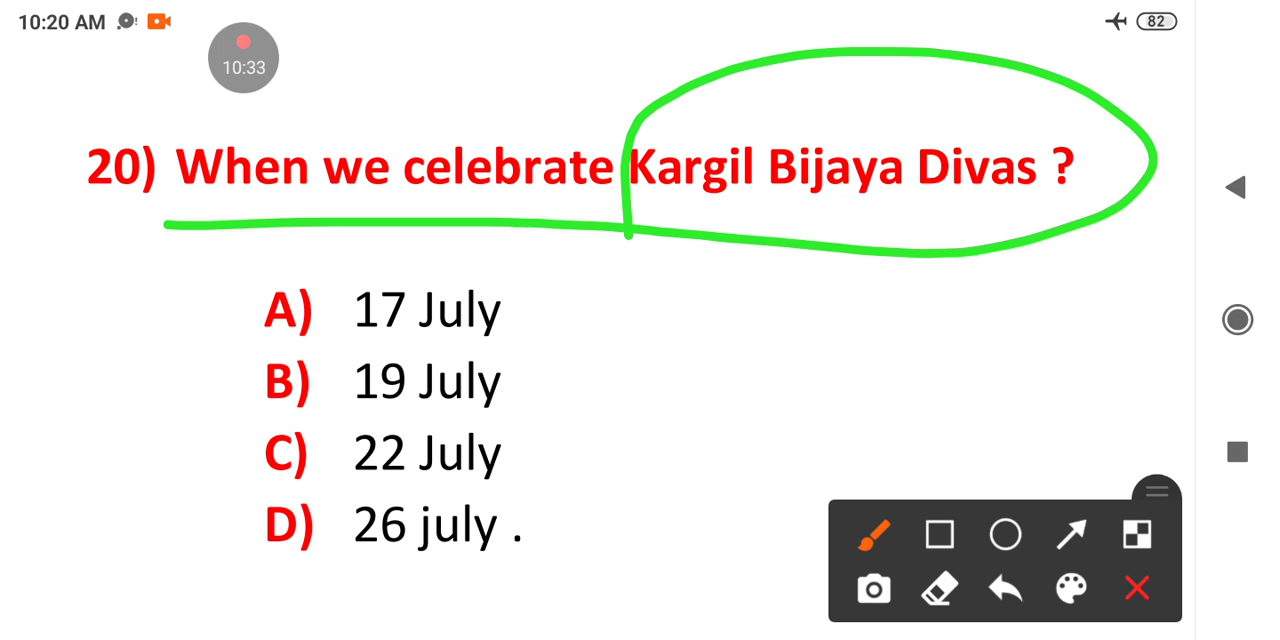 10:20 AM
82
10:33
20) When we celebrate Kargil Bijaya Divas ?
A) 17 July
B) 19 July
C) 22 July
D) 26 july .